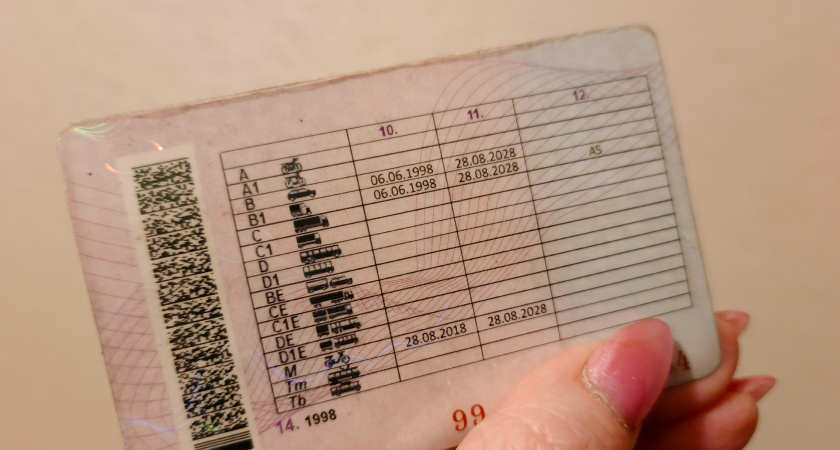 10. 11. 12.
A
A1
B 06.06.1998 28.08.2028
B1 06.06.1998 28.08.2028 AS
C
C1
D
D1
BE
CE
C1E
DE
D1E
M 28.08.2018 28.08.2028
Tm
Tb
14. 1998
99